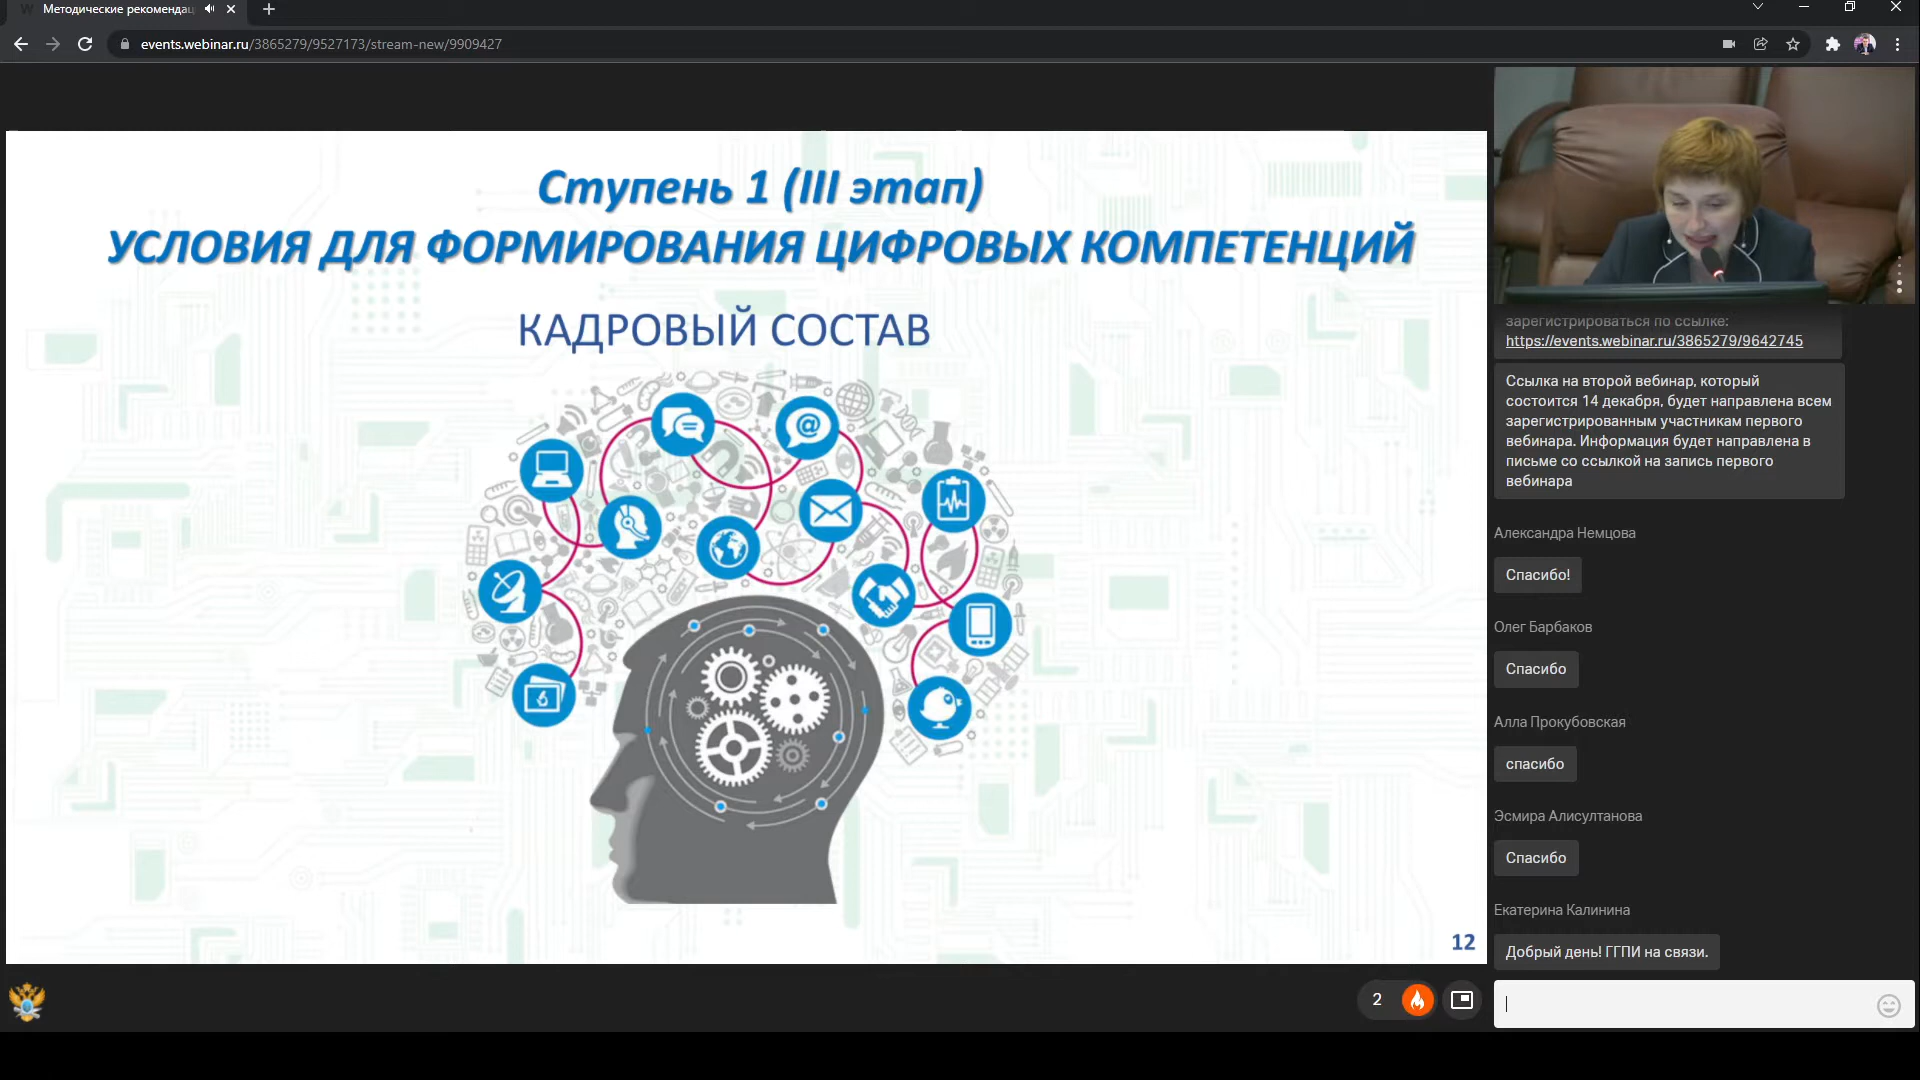 Методические рекомендац
events.webinar.ru/3865279/9527173/stream-new/9909427
Ступень 1 (III этап)
УСЛОВИЯ ДЛЯ ФОРМИРОВАНИЯ ЦИФРОВЫХ КОМПЕТЕНЦИЙ
КАДРОВЫЙ СОСТАВ
@
12
2
зарегистрироваться по ссылке:
https://events.webinar.ru/3865279/9642745
Ссылка на второй вебинар, который
состоится 14 декабря, будет направлена всем
зарегистрированным участникам первого
вебинара. Информация будет направлена в
письме со ссылкой на запись первого
вебинара
Александра Немцова
Спасибо!
Олег Барбаков
Спасибо
Алла Прокубовская
спасибо
Эсмира Алисултанова
Спасибо
Екатерина Калинина
Добрый день! ГГПИ на связи.